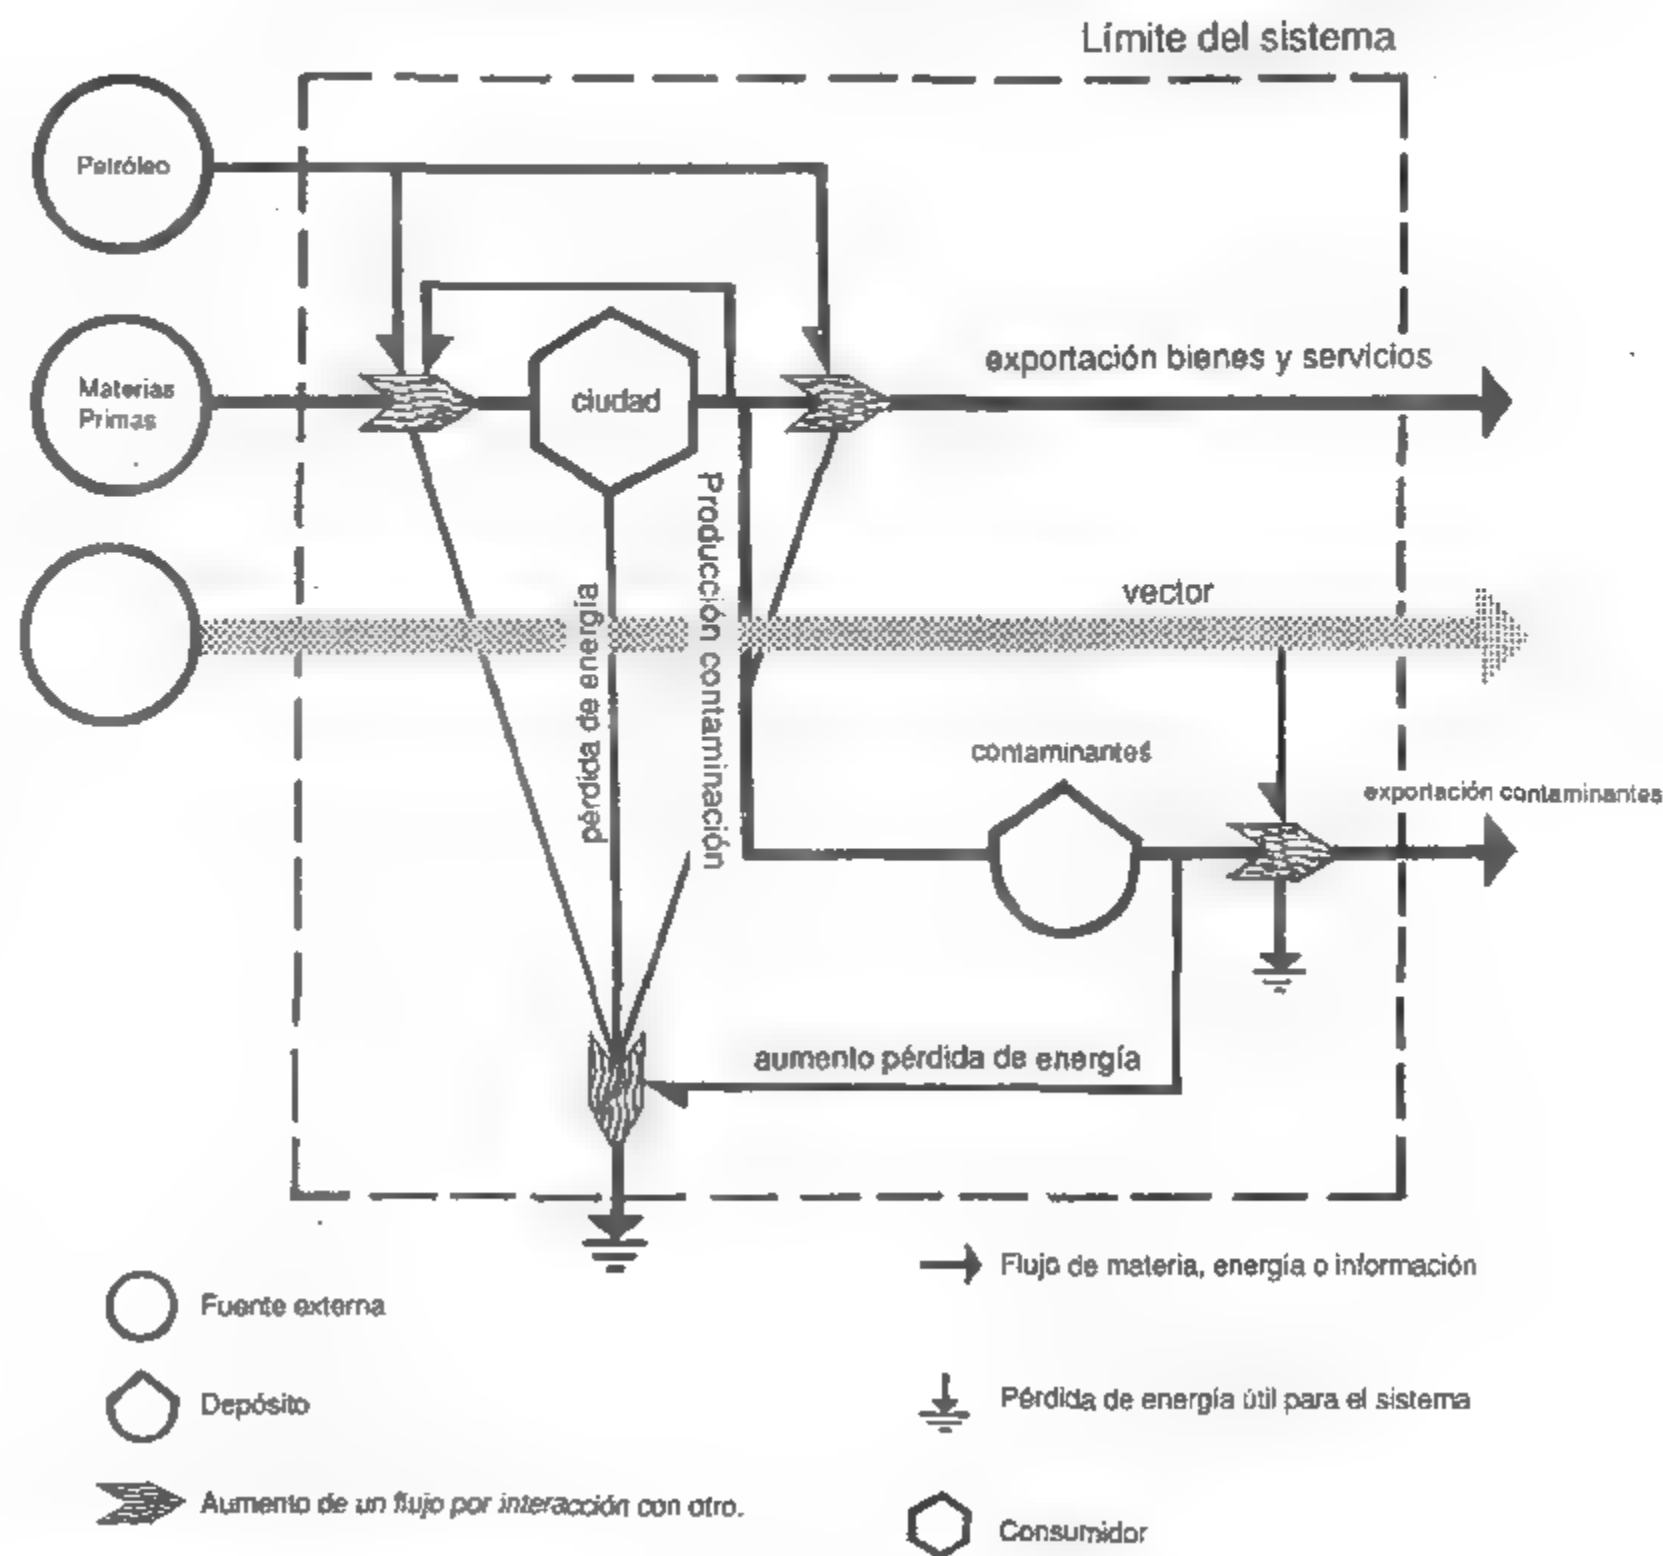 Límite del sistema
Petróleo
Materias
Primas
ciudad
exportación bienes y servicios
vector
pérdida de energía
Producción contaminación
contaminantes
exportación contaminantes
aumento pérdida de energía
Fuente externa
Depósito
Aumento de un flujo por interacción con otro.
Flujo de materia, energía o información
Pérdida de energía útil para el sistema
Consumidor